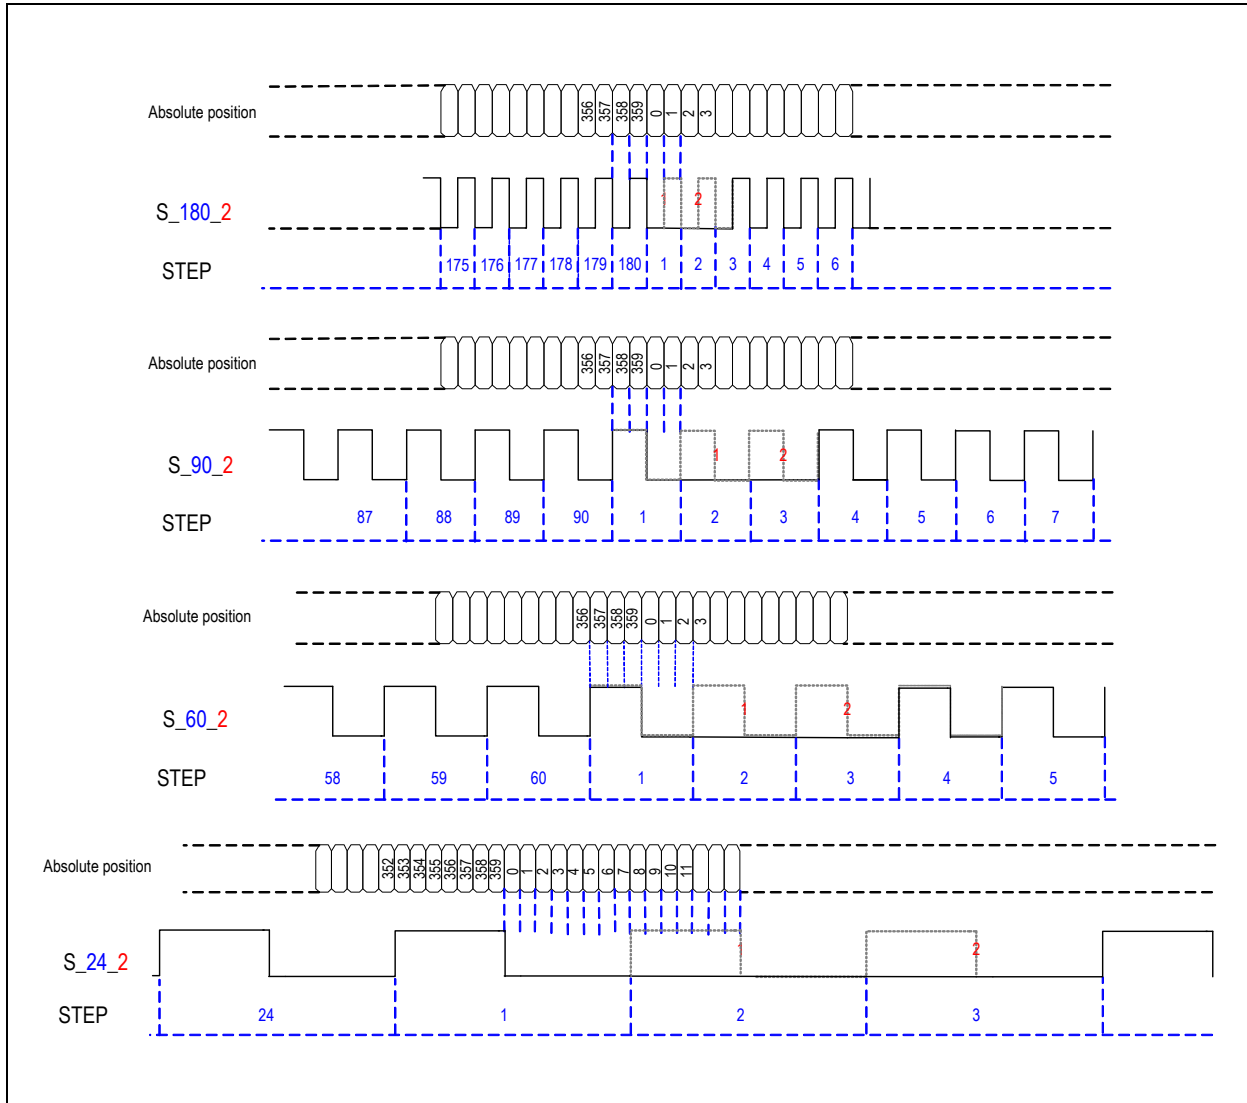 Absolute position 356 357 358 359 0 1 2 3
S_180_2 1 2
STEP 175 176 177 178 179 180 1 2 3 4 5 6
Absolute position 356 357 358 359 0 1 2 3
S_90_2 1 2
STEP 87 88 89 90 1 2 3 4 5 6 7
Absolute position 356 357 358 359 0 1 2 3
S_60_2 1 2
STEP 58 59 60 1 2 3 4 5
Absolute position 352 353 354 355 356 357 358 359 0 1 2 3 4 5 6 7 8 9 10 11
S_24_2 1 2
STEP 24 1 2 3